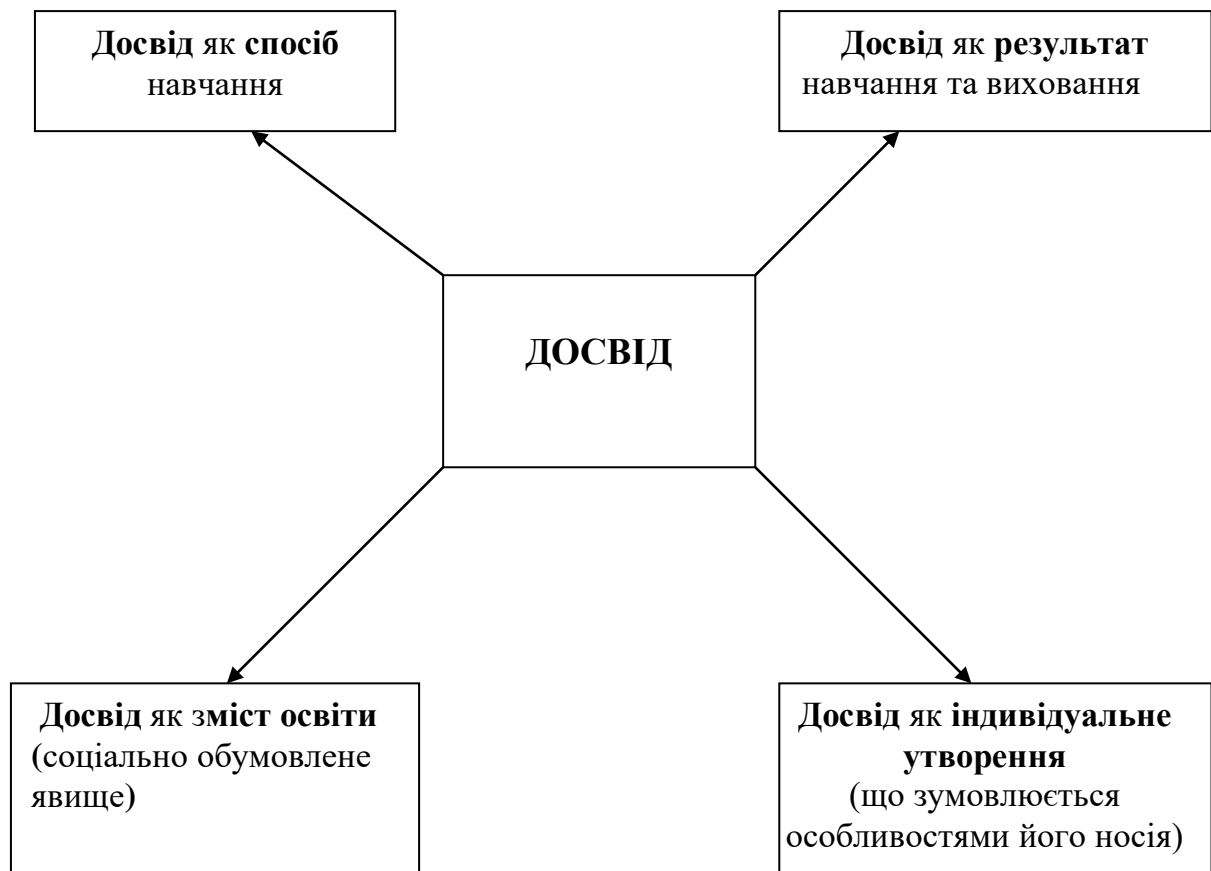 Досвід як спосіб
навчання
Досвід як результат
навчання та виховання
ДОСВІД
Досвід як зміст освіти
(соціально обумовлене
явище)
Досвід як індивідуальне
утворення
(що зумовлюється
особливостями його носія)